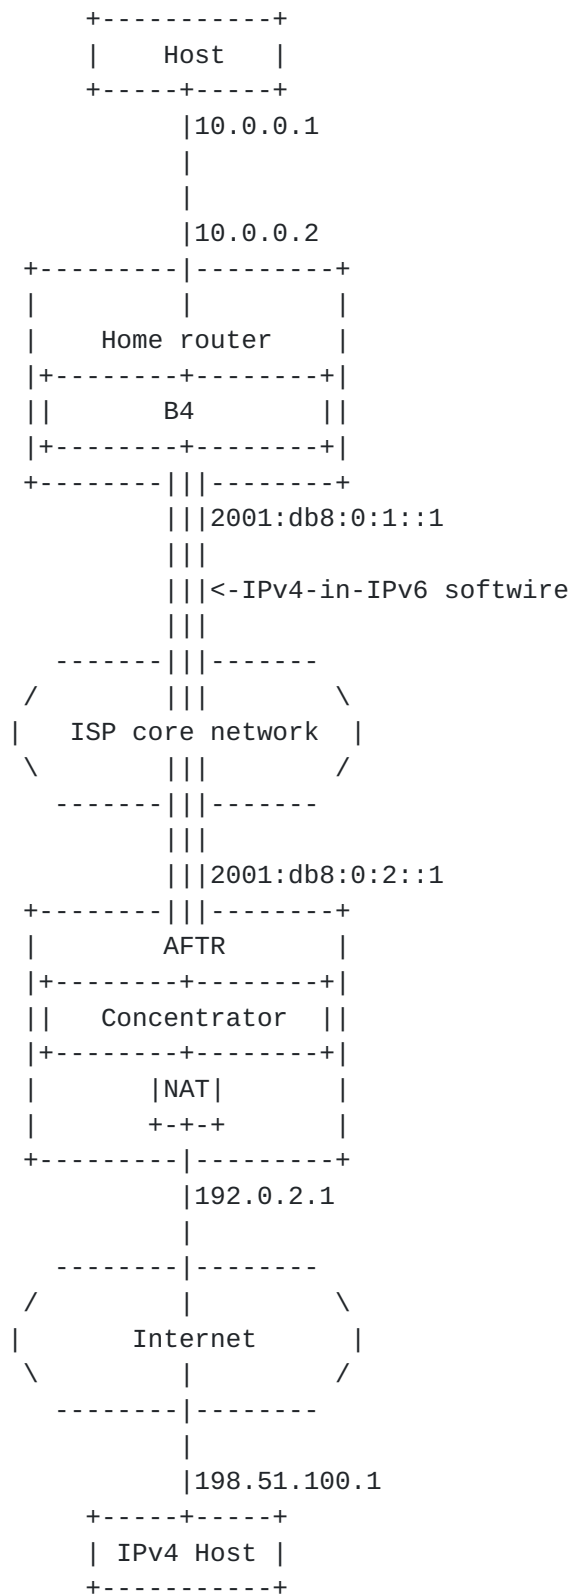 Host
10.0.0.1
10.0.0.2
Home router
B4
2001:db8:0:1::1
<-IPv4-in-IPv6 softwire
ISP core network
2001:db8:0:2::1
AFTR
Concentrator
NAT
192.0.2.1
Internet
198.51.100.1
IPv4 Host